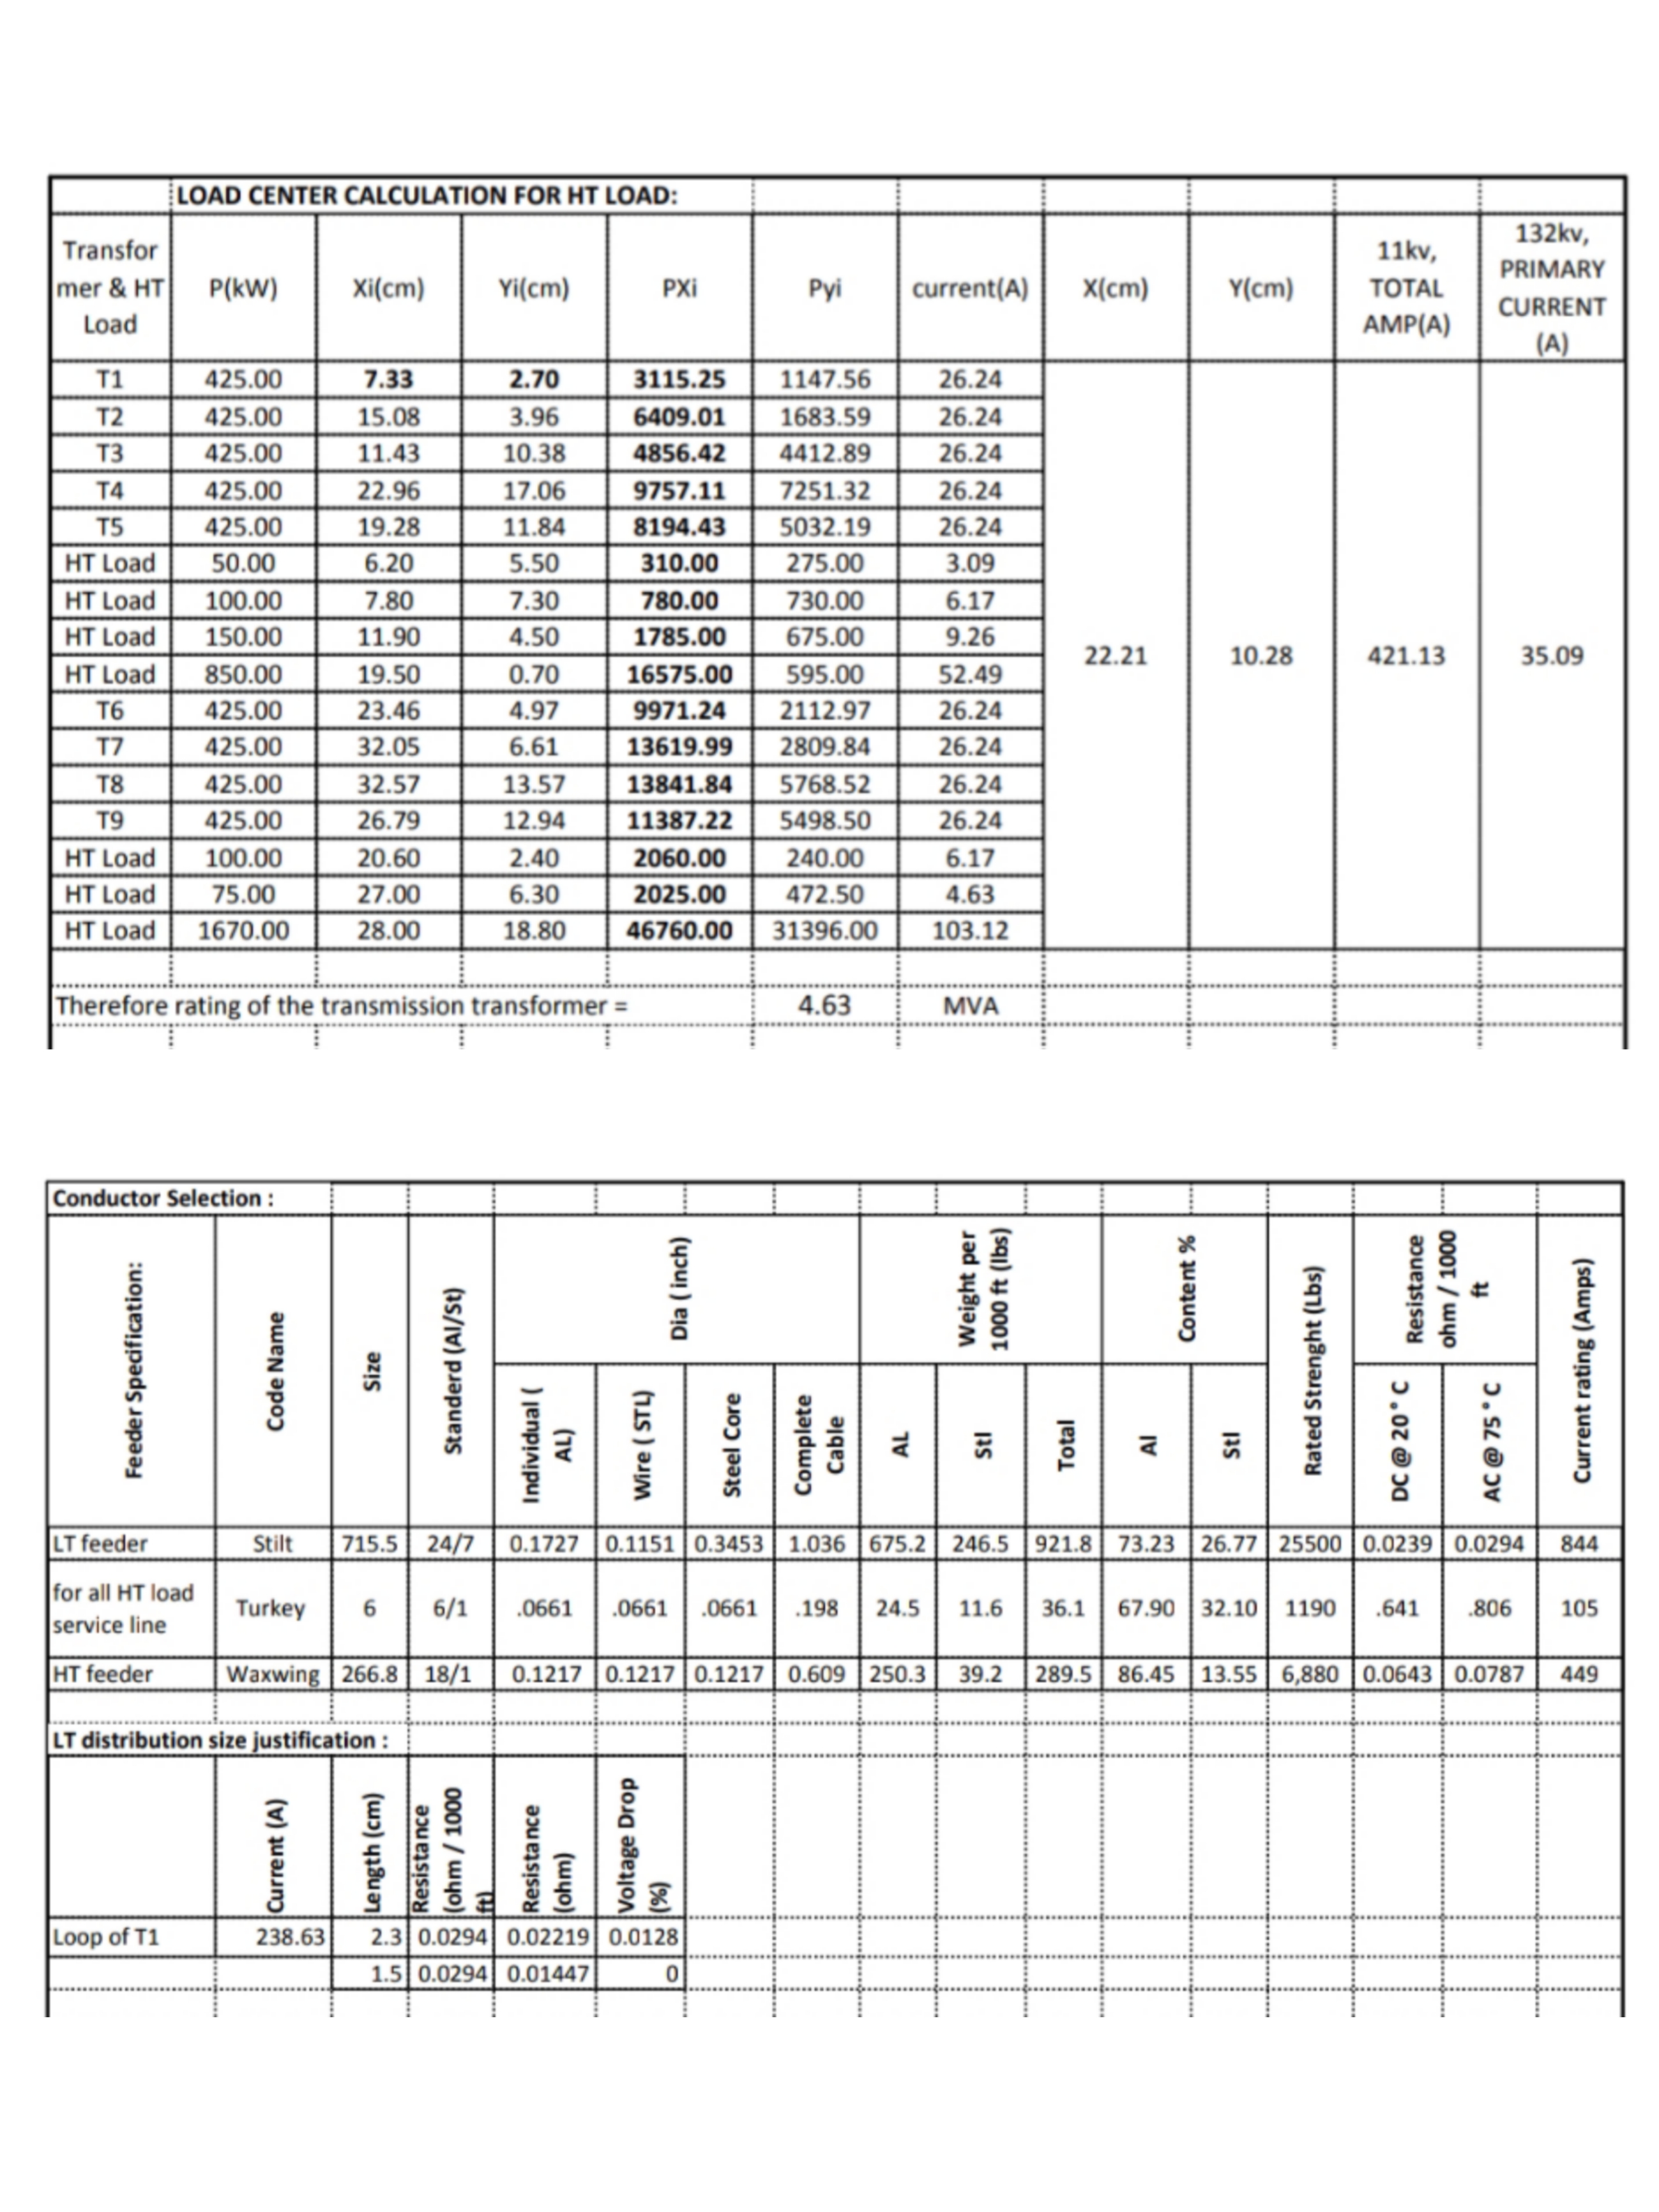 LOAD CENTER CALCULATION FOR HT LOAD:
Transfor
mer & HT
Load
P(kW)
Xi(cm)
Yi(cm)
PXi
Pyi
current(A)
X(cm)
Y(cm)
11kv,
TOTAL
AMP(A)
132kv,
PRIMARY
CURRENT
(A)
T1 425.00 7.33 2.70 3115.25 1147.56 26.24
T2 425.00 15.08 3.96 6409.01 1683.59 26.24
T3 425.00 11.43 10.38 4856.42 4412.89 26.24
T4 425.00 22.96 17.06 9757.11 7251.32 26.24
T5 425.00 19.28 11.84 8194.43 5032.19 26.24
HT Load 50.00 6.20 5.50 310.00 275.00 3.09
HT Load 100.00 7.80 7.30 780.00 730.00 6.17
HT Load 150.00 11.90 4.50 1785.00 675.00 9.26
22.21 10.28 421.13 35.09
HT Load 850.00 19.50 0.70 16575.00 595.00 52.49
T6 425.00 23.46 4.97 9971.24 2112.97 26.24
T7 425.00 32.05 6.61 13619.99 2809.84 26.24
T8 425.00 32.57 13.57 13841.84 5768.52 26.24
T9 425.00 26.79 12.94 11387.22 5498.50 26.24
HT Load 100.00 20.60 2.40 2060.00 240.00 6.17
HT Load 75.00 27.00 6.30 2025.00 472.50 4.63
HT Load 1670.00 28.00 18.80 46760.00 31396.00 103.12
Therefore rating of the transmission transformer = 4.63 MVA
Conductor Selection :
Feeder Specification:
Code Name
Size
Standerd (Al/St)
Dia ( inch)
Weight per
1000 ft (lbs)
Content %
Rated Strenght (Lbs)
Resistance
ohm / 1000
ft
Current rating (Amps)
Individual (
AL)
Wire ( STL)
Steel Core
Complete
Cable
AL
Stl
Total
Al
Stl
DC @ 20° C
AC @ 75 ° C
LT feeder Stilt 715.5 24/7 0.1727 0.1151 0.3453 1.036 675.2 246.5 921.8 73.23 26.77 25500 0.0239 0.0294 844
for all HT load
service line
Turkey 6 6/1 .0661 .0661 .0661 .198 24.5 11.6 36.1 67.90 32.10 1190 .641 .806 105
HT feeder Waxwing 266.8 18/1 0.1217 0.1217 0.1217 0.609 250.3 39.2 289.5 86.45 13.55 6,880 0.0643 0.0787 449
LT distribution size justification :
Current (A)
Length (cm)
Resistance
(ohm / 1000
ft)
Resistance
(ohm)
Voltage Drop
(%)
Loop of T1 238.63 2.3 0.0294 0.02219 0.0128
1.5 0.0294 0.01447 0